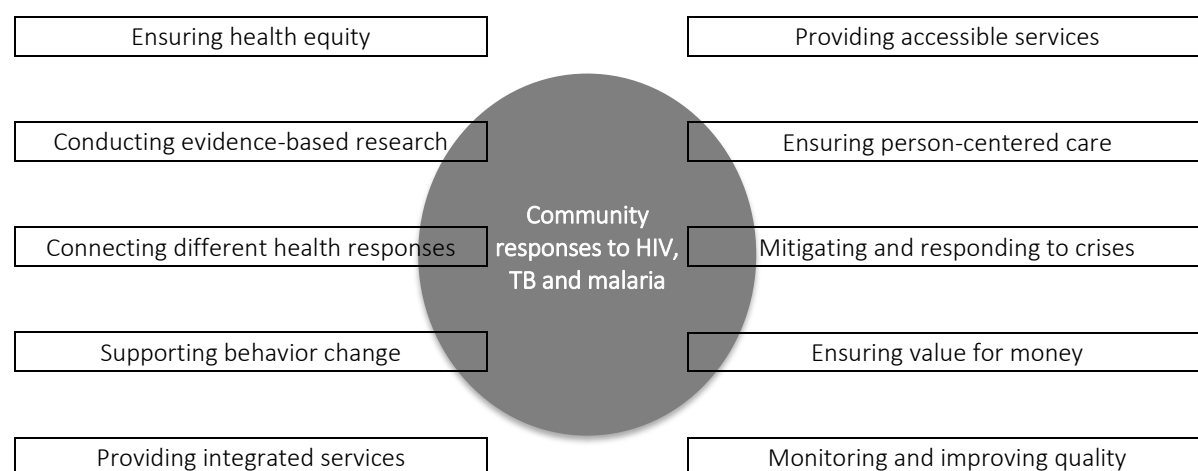 Ensuring health equity
Providing accessible services
Conducting evidence-based research
Ensuring person-centered care
Community
responses to HIV,
TB and malaria
Connecting different health responses
Mitigating and responding to crises
Supporting behavior change
Ensuring value for money
Providing integrated services
Monitoring and improving quality